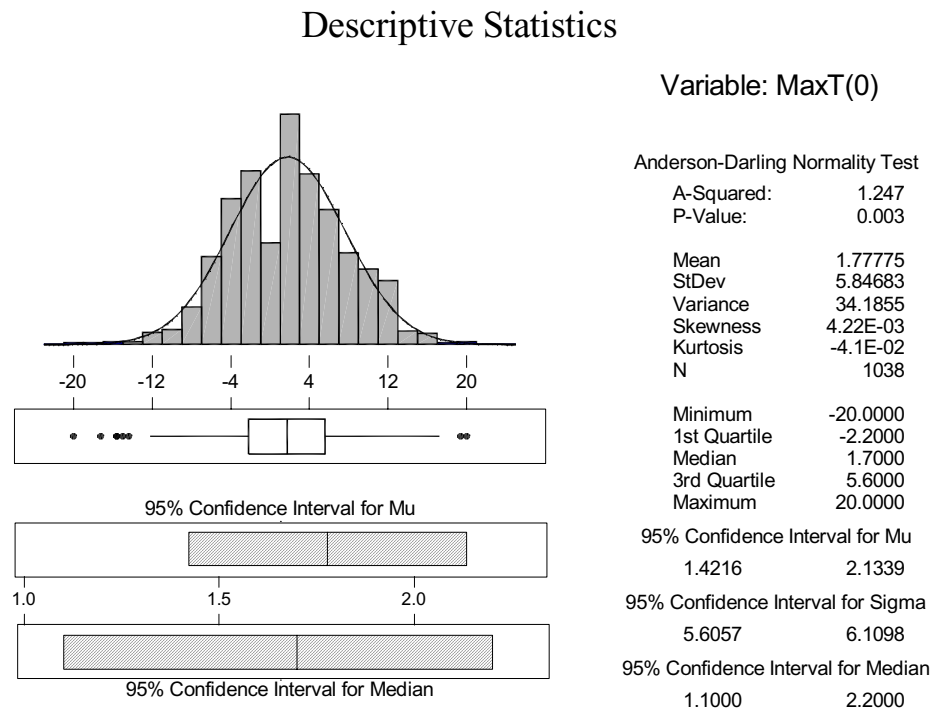 Descriptive Statistics
Variable: MaxT(0)
-20 -12 -4 4 12 20
95% Confidence Interval for Mu
1.0 1.5 2.0
95% Confidence Interval for Median
Anderson-Darling Normality Test
A-Squared: 1.247
P-Value: 0.003
Mean 1.77775
StDev 5.84683
Variance 34.1855
Skewness 4.22E-03
Kurtosis -4.1E-02
N 1038
Minimum -20.0000
1st Quartile -2.2000
Median 1.7000
3rd Quartile 5.6000
Maximum 20.0000
95% Confidence Interval for Mu
1.4216 2.1339
95% Confidence Interval for Sigma
5.6057 6.1098
95% Confidence Interval for Median
1.1000 2.2000